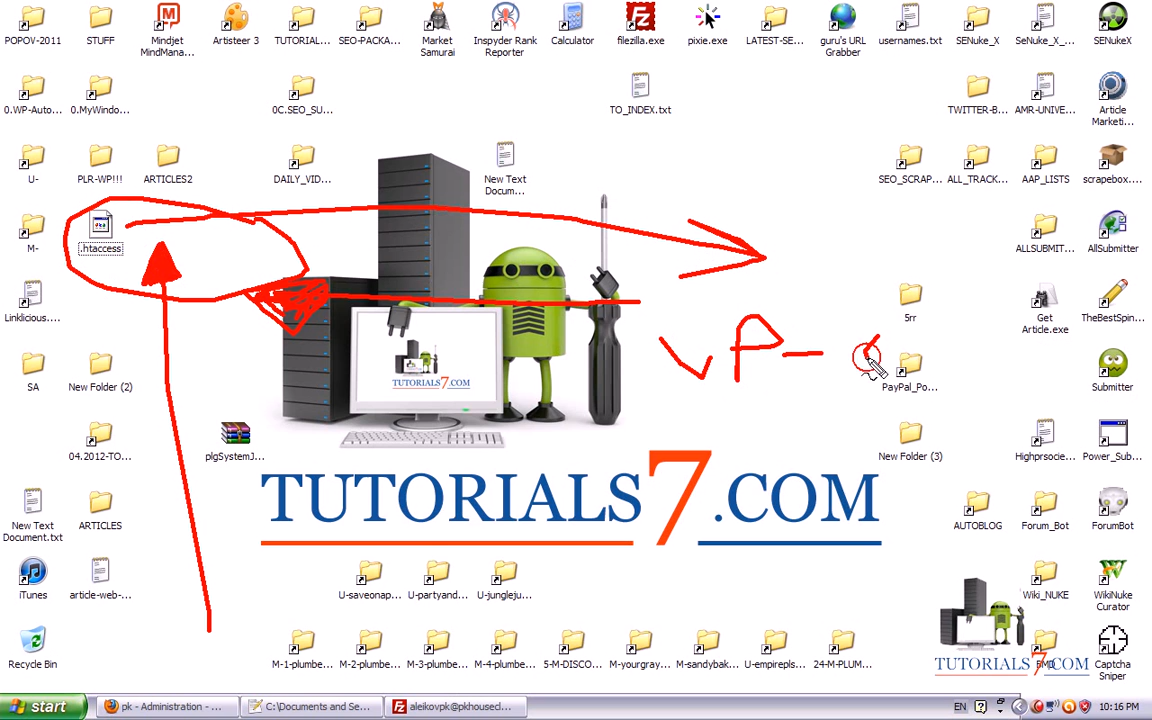 POPOV-2011 STUFF Mindjet MindMana... Artisteer 3 TUTORIAL... SEO-PACKA... Market Samurai Inspyder Rank Reporter Calculator filezilla.exe pixie.exe LATEST-SE... guru's URL Grabber usernames.txt SENuke_X SeNuke_X_... SENukeX
0.WP-Auto... 0.MyWindo... 0C.SEO_SU... TO_INDEX.txt TWITTER-B... AMR-UNIVE... Article Marketi...
U- PLR-WP!!! ARTICLES2 DAILY_VID... New Text Docum... SEO_SCRAP... ALL_TRACK... AAP_LISTS scrapebox....
M- .htaccess ALLSUBMIT... AllSubmitter
Linklicious.... 5rr Get Article.exe TheBestSpin...
VP-
SA New Folder (2) TUTORIALS7.COM PayPal_Po... Submitter
04.2012-TO... plgSystemJ... New Folder (3) Highprsocie... Power_Sub...
TUTORIALS7.COM
New Text Document.txt ARTICLES AUTOBLOG Forum_Bot ForumBot
iTunes article-web-... U-saveonap... U-partyand... U-jungleju... Wiki_NUKE WikiNuke Curator
Recycle Bin M-1-plumbe... M-2-plumbe... M-3-plumbe... M-4-plumbe... 5-M-DISCO... M-yourgray... M-sandybak... U-empirepls... 24-M-PLUM... TUTORIALS7.COM Captcha Sniper
start pk - Administration - ... C:\Documents and Se... aleikovpk@pkhousecl... EN 10:16 PM